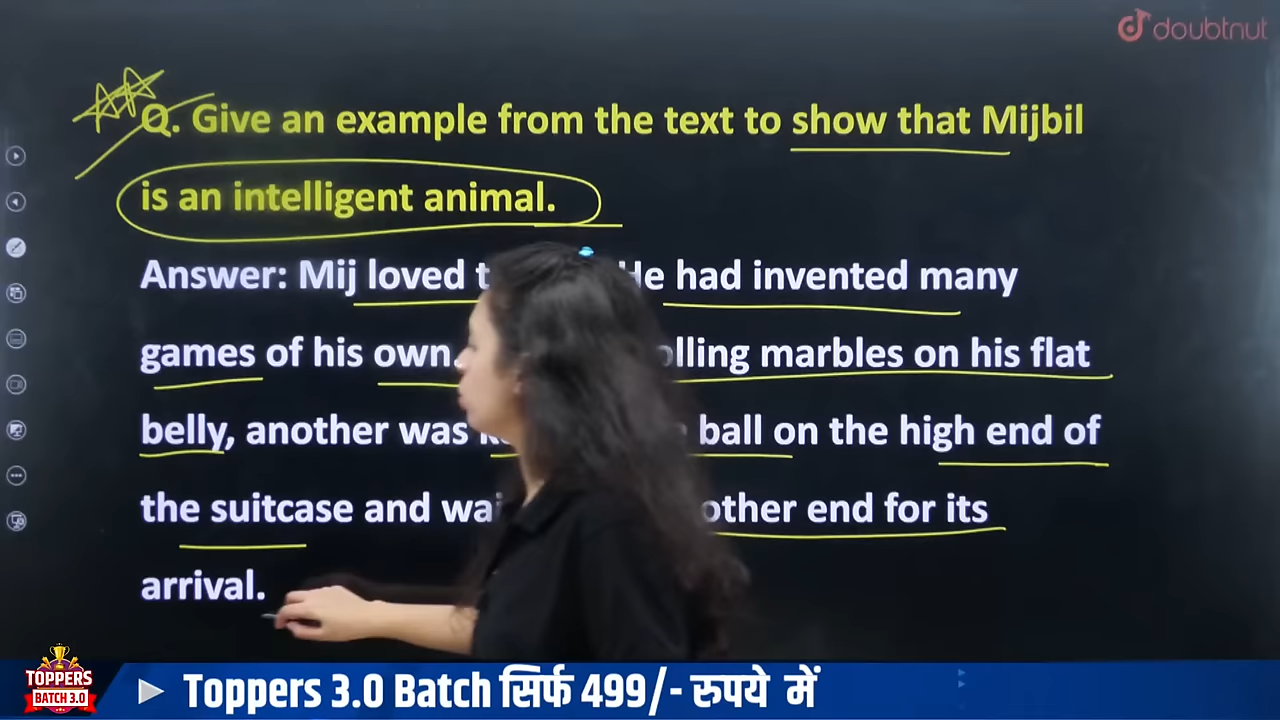 doubtnut
Q. Give an example from the text to show that Mijbil
is an intelligent animal.
Answer: Mij loved He had invented many
games of his own. marbles on his flat
belly, another was ball on the high end of
the suitcase and other end for its
arrival.
TOPPERS
BATCH 3.0
Toppers 3.0 Batch सिर्फ 499/- रुपये में